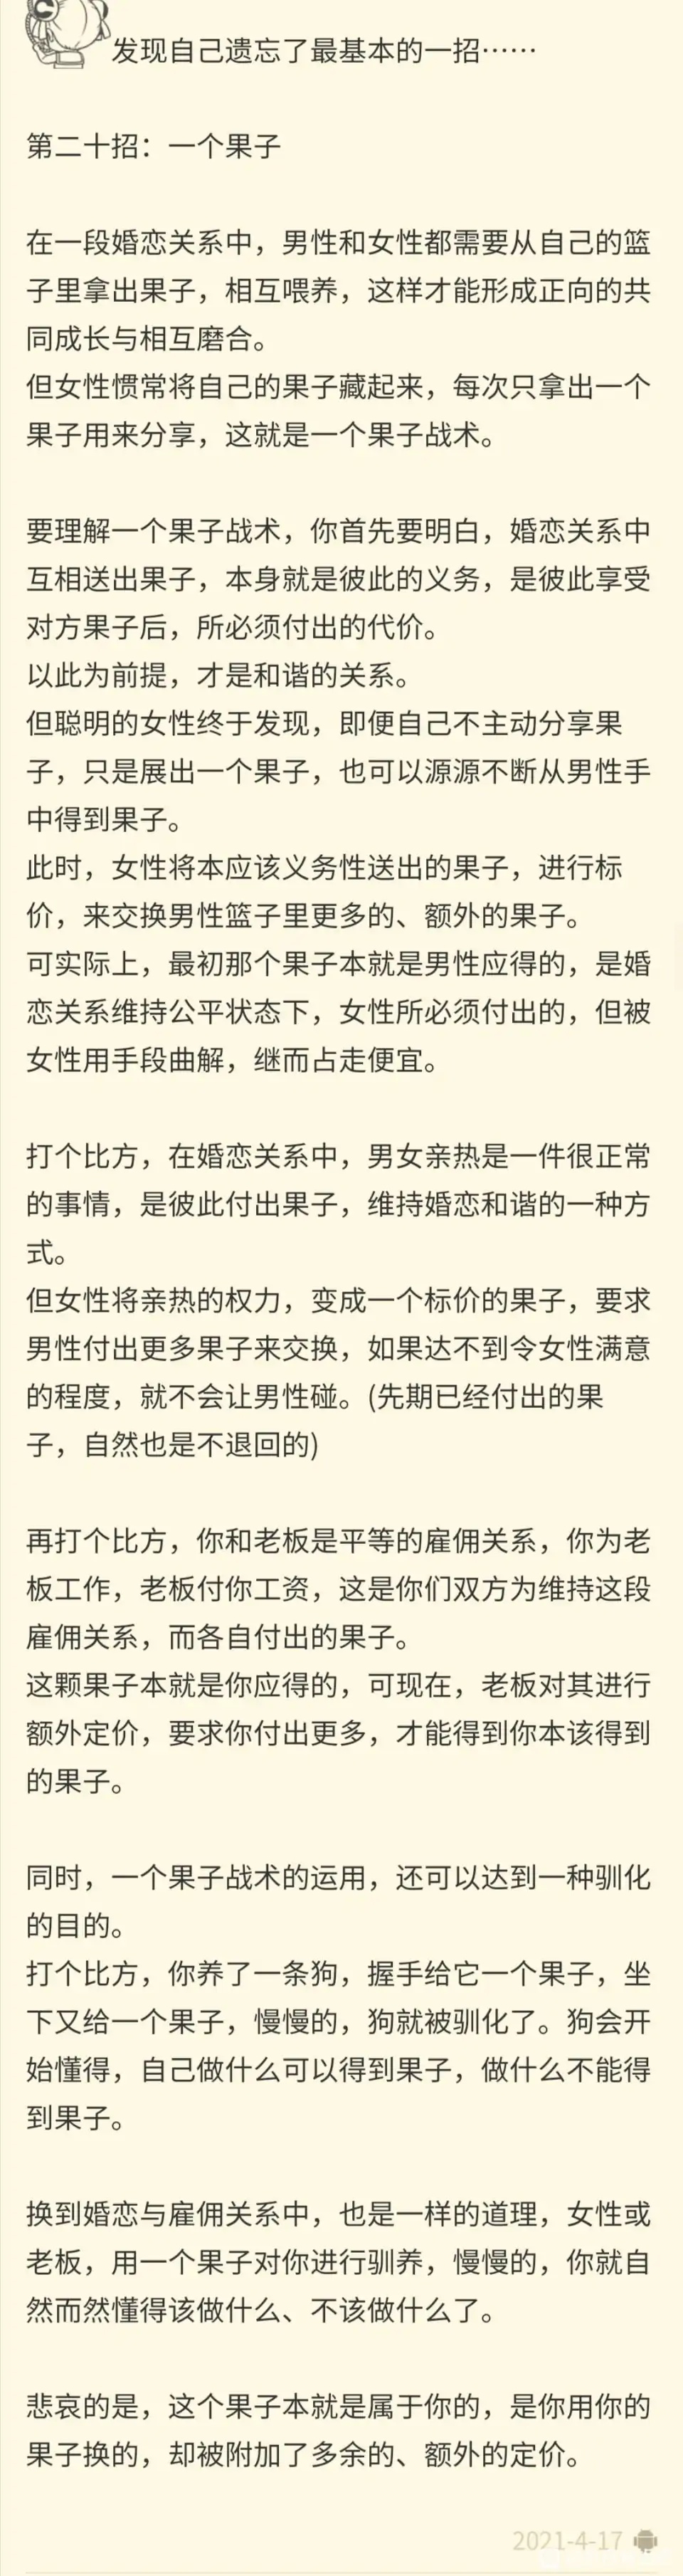 发现自己遗忘了最基本的一招……
第二十招：一个果子
在一段婚恋关系中，男性和女性都需要从自己的篮
子里拿出果子，相互喂养，这样才能形成正向的共
同成长与相互磨合。
但女性惯常将自己的果子藏起来，每次只拿出一个
果子用来分享，这就是一个果子战术。
要理解一个果子战术，你首先要明白，婚恋关系中
互相送出果子，本身就是彼此的义务，是彼此享受
对方果子后，所必须付出的代价。
以此为前提，才是和谐的关系。
但聪明的女性终于发现，即便自己不主动分享果
子，只是展出一个果子，也可以源源不断从男性手
中得到果子。
此时，女性将本应该义务性送出的果子，进行标
价，来交换男性篮子里更多的、额外的果子。
可实际上，最初那个果子本就是男性应得的，是婚
恋关系维持公平状态下，女性所必须付出的，但被
女性用手段曲解，继而占走便宜。
打个比方，在婚恋关系中，男女亲热是一件很正常
的事情，是彼此付出果子，维持婚恋和谐的一种方
式。
但女性将亲热的权力，变成一个标价的果子，要求
男性付出更多果子来交换，如果达不到令女性满意
的程度，就不会让男性碰。(先期已经付出的果
子，自然也是不退回的)
再打个比方，你和老板是平等的雇佣关系，你为老
板工作，老板付你工资，这是你们双方为维持这段
雇佣关系，而各自付出的果子。
这颗果子本就是你应得的，可现在，老板对其进行
额外定价，要求你付出更多，才能得到你本该得到
的果子。
同时，一个果子战术的运用，还可以达到一种驯化
的目的。
打个比方，你养了一条狗，握手给它一个果子，坐
下又给一个果子，慢慢的，狗就被驯化了。狗会开
始懂得，自己做什么可以得到果子，做什么不能得
到果子。
换到婚恋与雇佣关系中，也是一样的道理，女性或
老板，用一个果子对你进行驯养，慢慢的，你就自
然而然懂得该做什么、不该做什么了。
悲哀的是，这个果子本就是属于你的，是你用你的
果子换的，却被附加了多余的、额外的定价。
2021-4-17